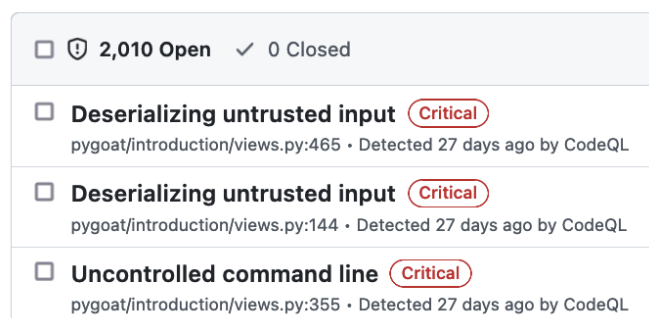 2,010 Open 0 Closed
Deserializing untrusted input Critical
pygoat/introduction/views.py:465 • Detected 27 days ago by CodeQL
Deserializing untrusted input Critical
pygoat/introduction/views.py:144 • Detected 27 days ago by CodeQL
Uncontrolled command line Critical
pygoat/introduction/views.py:355 • Detected 27 days ago by CodeQL